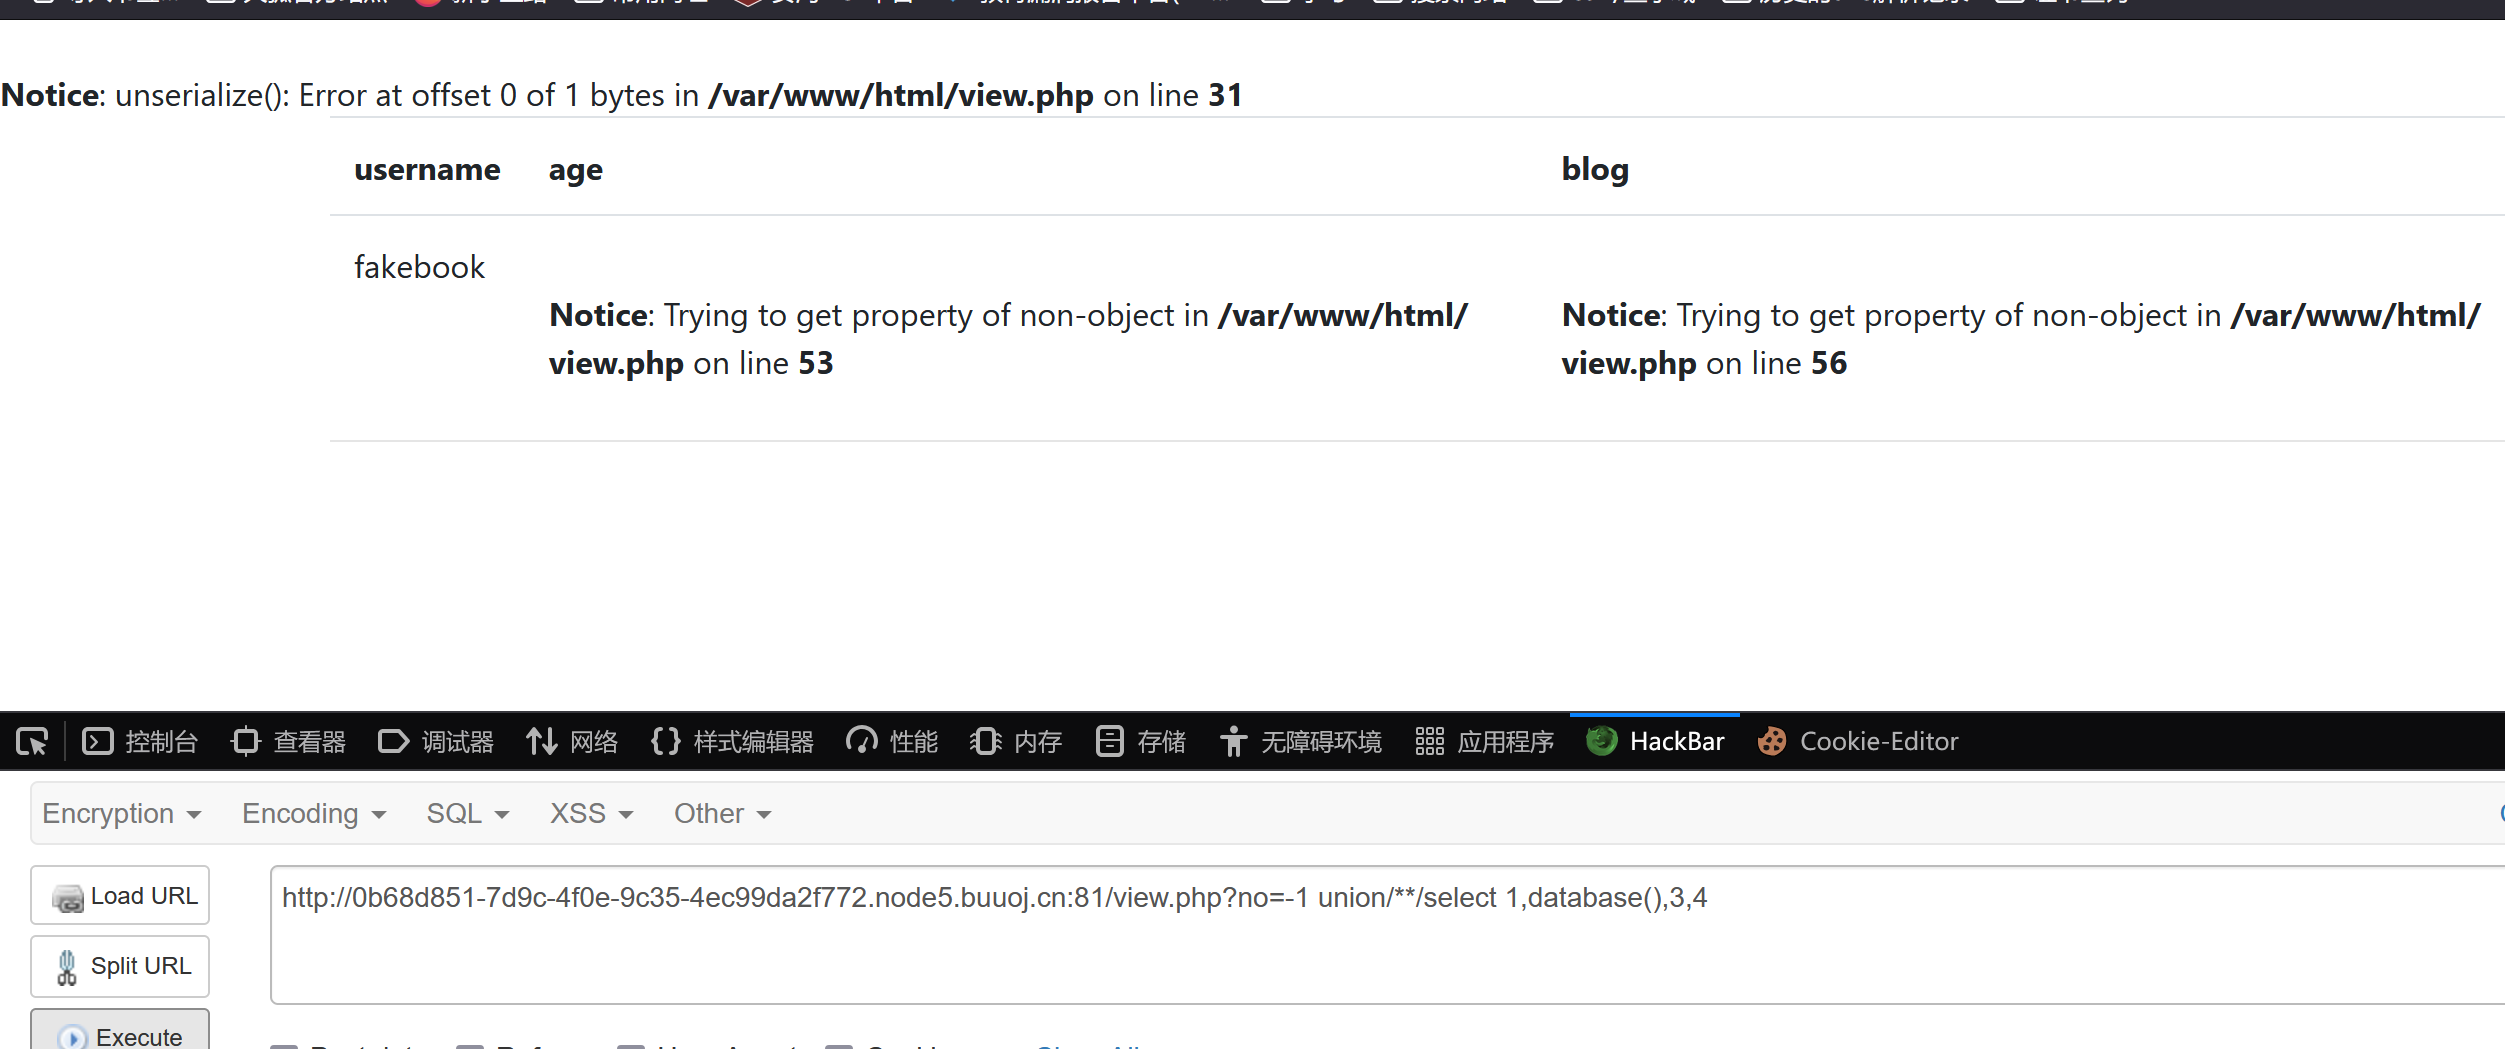 Notice: unserialize(): Error at offset 0 of 1 bytes in /var/www/html/view.php on line 31
username age blog
fakebook
Notice: Trying to get property of non-object in /var/www/html/
view.php on line 53
Notice: Trying to get property of non-object in /var/www/html/
view.php on line 56
控制台 查看器 调试器 网络 样式编辑器 性能 内存 存储 无障碍环境 应用程序 HackBar Cookie-Editor
Encryption Encoding SQL XSS Other
Load URL
http://0b68d851-7d9c-4f0e-9c35-4ec99da2f772.node5.buuoj.cn:81/view.php?no=-1 union/**/select 1,database(),3,4
Split URL
Execute